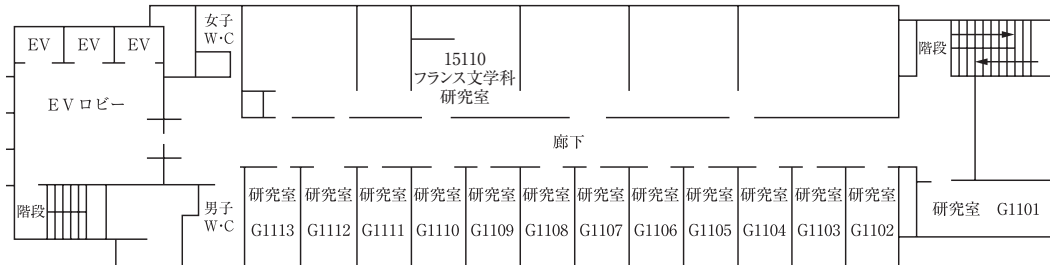 女子
W・C
EV
EV
EV
階段
15110
フランス文学科
研究室
EVロビー
廊下
階段
男子
W・C
研究室
G1113
研究室
G1112
研究室
G1111
研究室
G1110
研究室
G1109
研究室
G1108
研究室
G1107
研究室
G1106
研究室
G1105
研究室
G1104
研究室
G1103
研究室
G1102
研究室 G1101